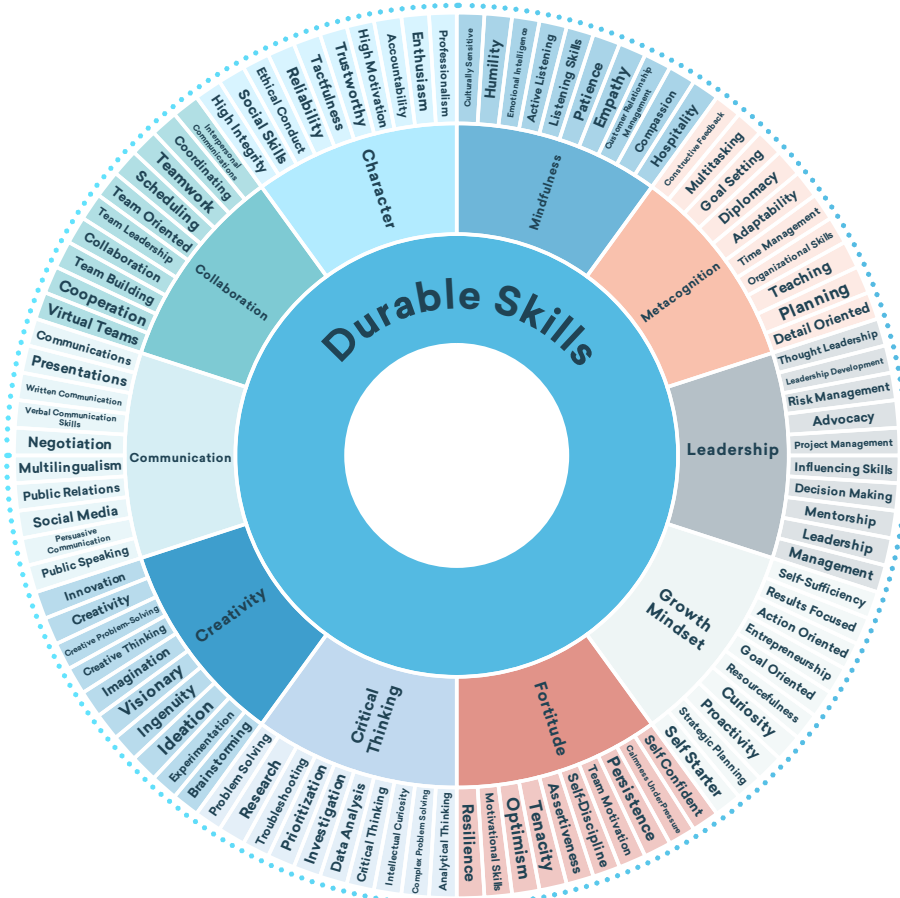 Durable Skills
Mindfulness
Culturally Sensitive
Humility
Emotional Intelligence
Active Listening
Listening Skills
Patience
Empathy
Customer Relationship
Management
Compassion
Hospitality
Metacognition
Constructive Feedback
Multitasking
Goal Setting
Diplomacy
Adaptability
Time Management
Organizational Skills
Teaching
Planning
Detail Oriented
Leadership
Thought Leadership
Leadership Development
Risk Management
Advocacy
Project Management
Influencing Skills
Decision Making
Mentorship
Leadership
Management
Growth
Mindset
Self-Sufficiency
Results Focused
Action Oriented
Entrepreneurship
Goal Oriented
Resourcefulness
Curiosity
Proactivity
Strategic Planning
Self Starter
Fortitude
Self Confident
Calmness Under Pressure
Persistence
Team Motivation
Self-Discipline
Assertiveness
Tenacity
Optimism
Motivational Skills
Resilience
Critical
Thinking
Analytical Thinking
Complex Problem Solving
Intellectual Curiosity
Critical Thinking
Data Analysis
Investigation
Prioritization
Troubleshooting
Research
Problem Solving
Creativity
Brainstorming
Experimentation
Ideation
Ingenuity
Visionary
Imagination
Creative Thinking
Creative Problem-Solving
Creativity
Innovation
Communication
Public Speaking
Persuasive
Communication
Social Media
Public Relations
Multilingualism
Negotiation
Verbal Communication
Skills
Written Communication
Presentations
Communications
Collaboration
Virtual Teams
Cooperation
Team Building
Collaboration
Team Leadership
Team Oriented
Scheduling
Teamwork
Coordinating
Interpersonal
Communications
Character
High Integrity
Social Skills
Ethical Conduct
Reliability
Tactfulness
Trustworthy
High Motivation
Accountability
Enthusiasm
Professionalism